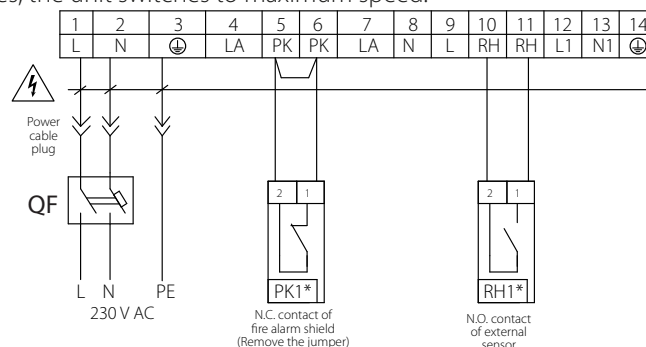 es, the unit switches to maximum speed.
1 2 3 4 5 6 7 8 9 10 11 12 13 14
L N LA PK PK LA N L RH RH L1 N1
Power
cable
plug
QF
2 1
2 1
L N PE
PK1*
RH1*
230 V AC
N.C. contact of
fire alarm shield
(Remove the jumper)
N.O. contact
of external
sensor